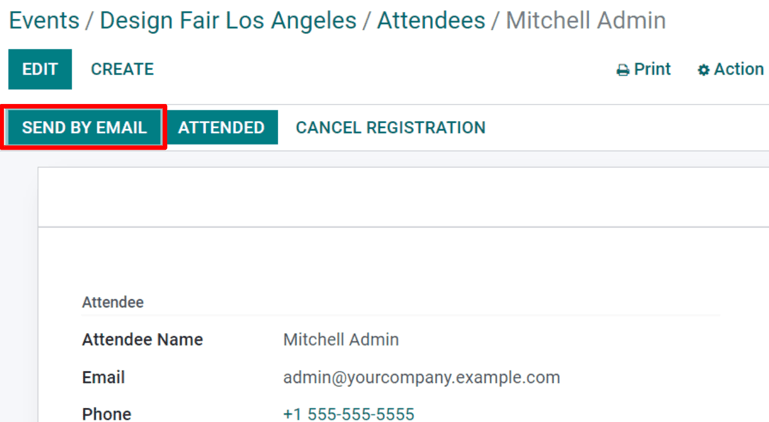 Events / Design Fair Los Angeles / Attendees / Mitchell Admin
EDIT CREATE Print Action
SEND BY EMAIL ATTENDED CANCEL REGISTRATION
Attendee
Attendee Name Mitchell Admin
Email admin@yourcompany.example.com
Phone +1 555-555-5555